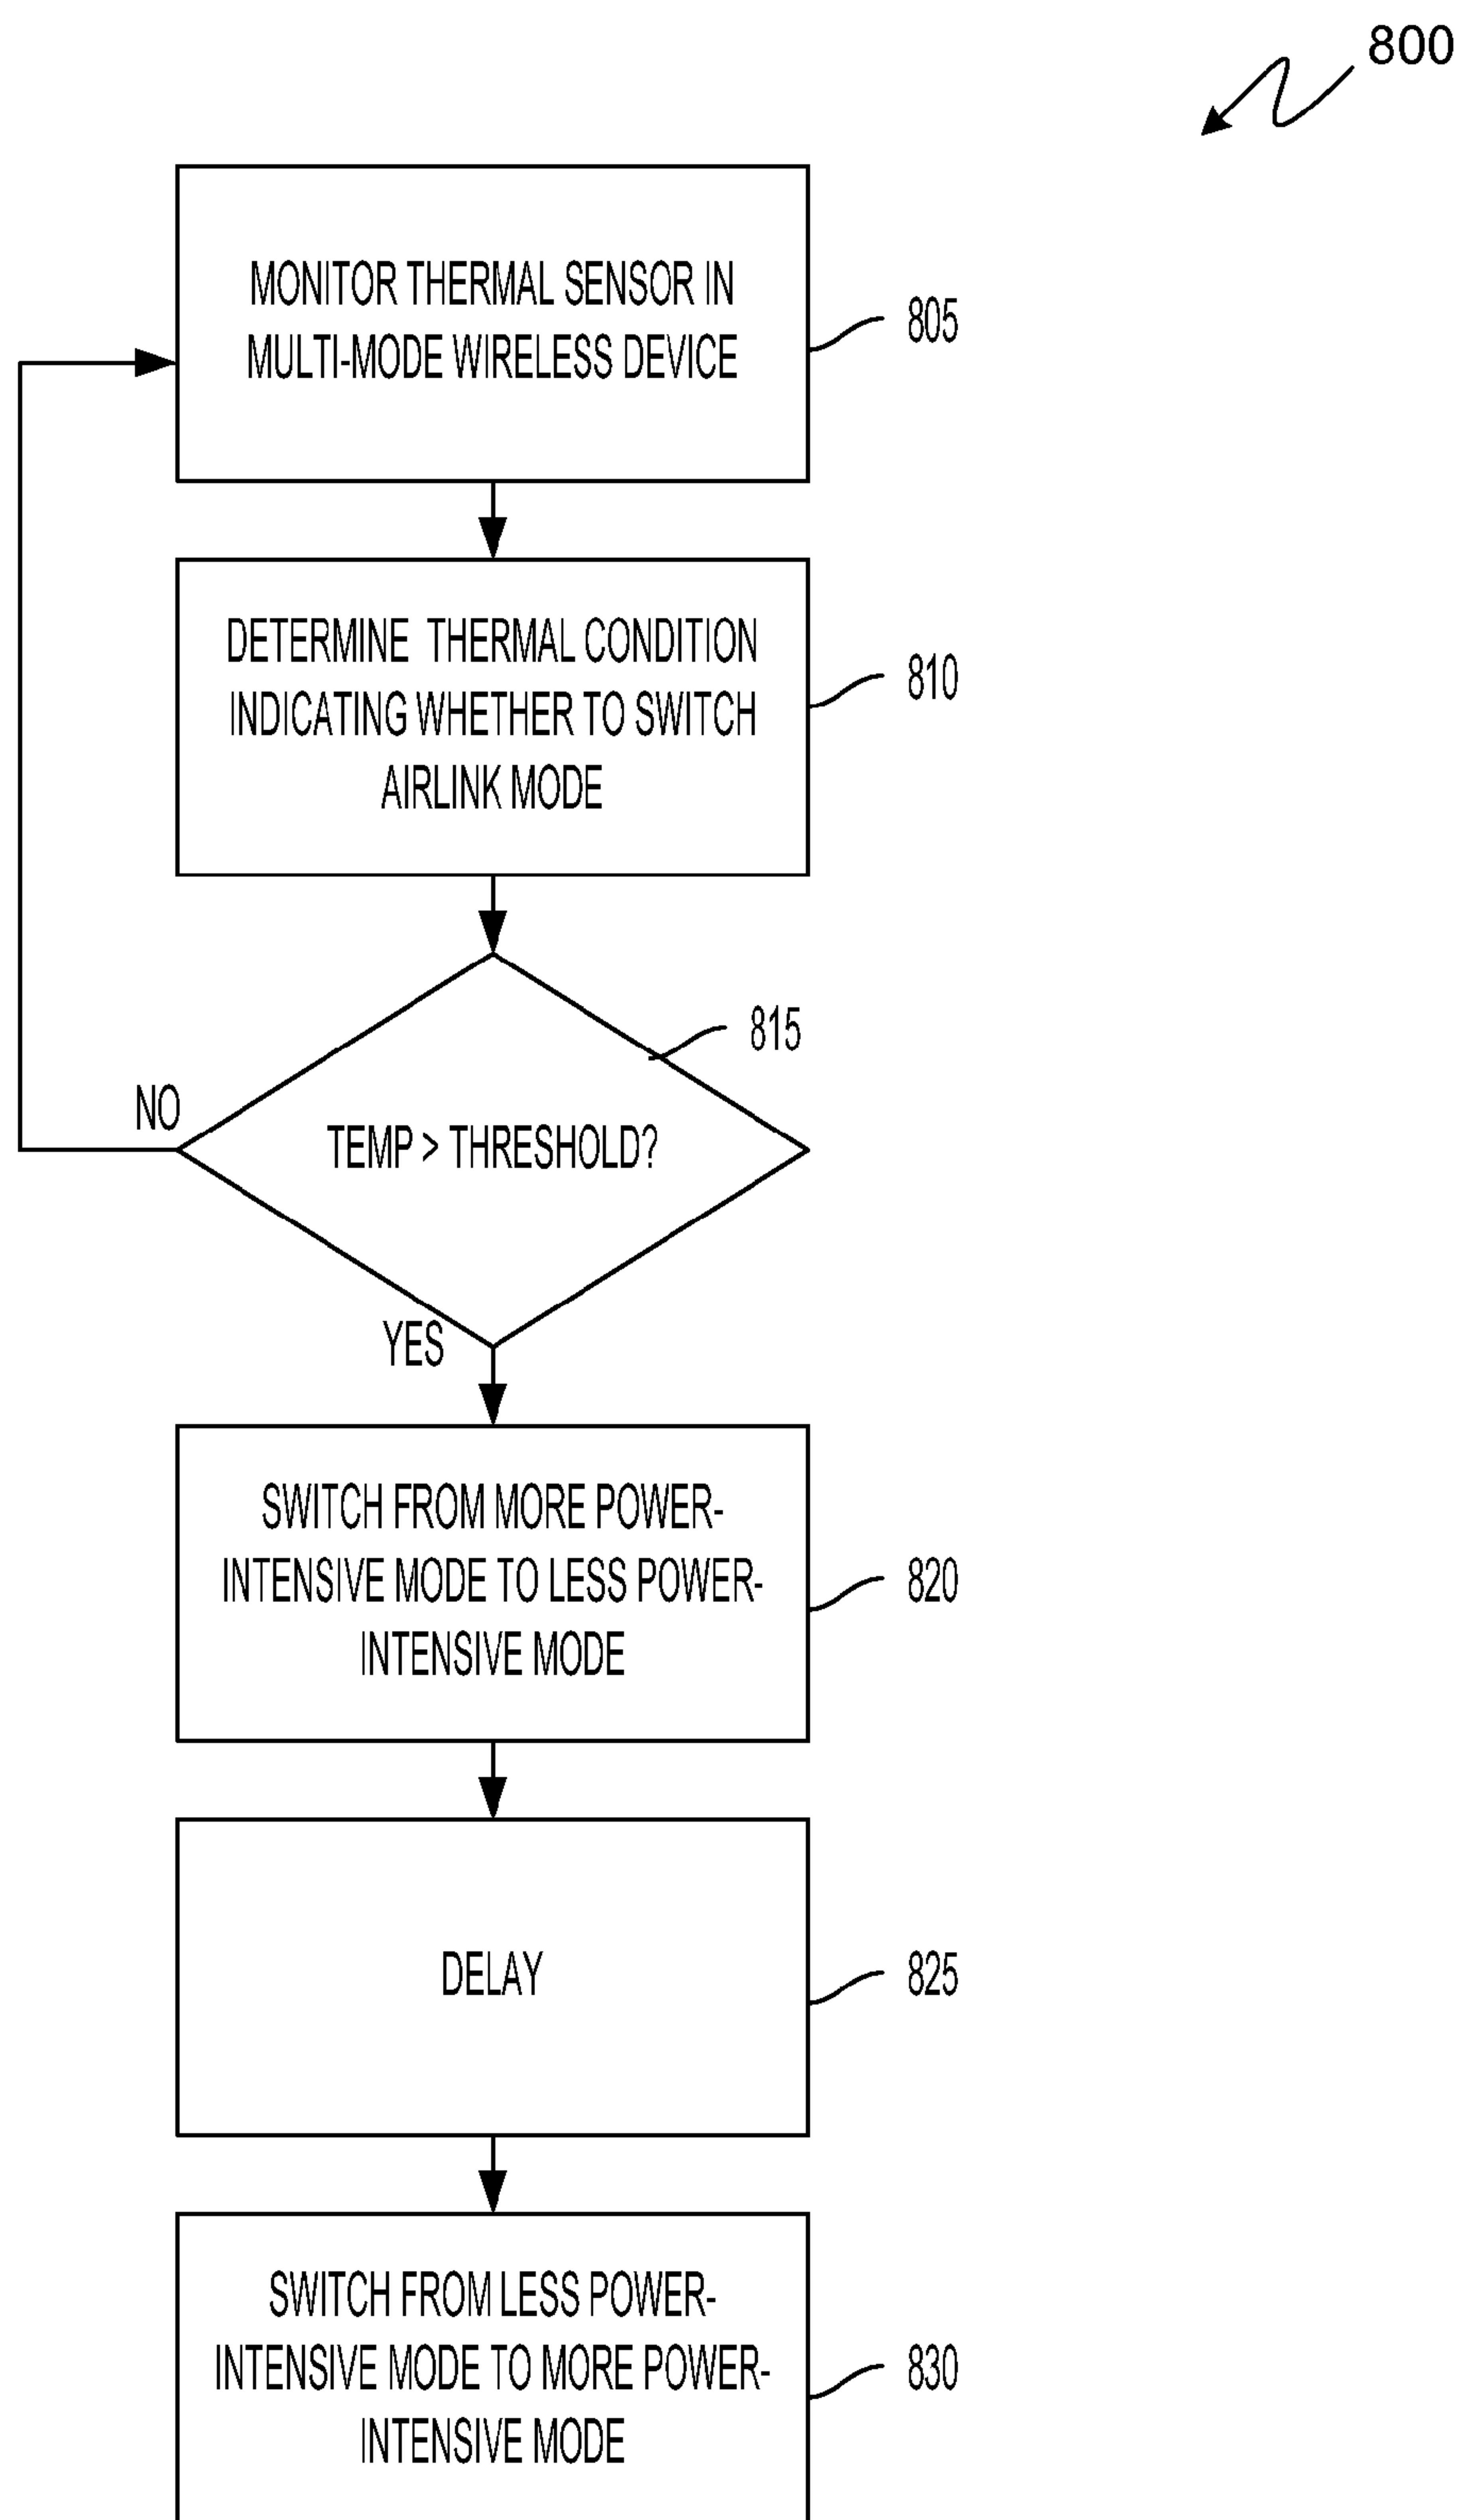 800
MONITOR THERMAL SENSOR IN
MULTI-MODE WIRELESS DEVICE
805
DETERMINE THERMAL CONDITION
INDICATING WHETHER TO SWITCH
AIRLINK MODE
810
815
NO
TEMP > THRESHOLD?
YES
SWITCH FROM MORE POWER-
INTENSIVE MODE TO LESS POWER-
INTENSIVE MODE
820
DELAY
825
SWITCH FROM LESS POWER-
INTENSIVE MODE TO MORE POWER-
INTENSIVE MODE
830